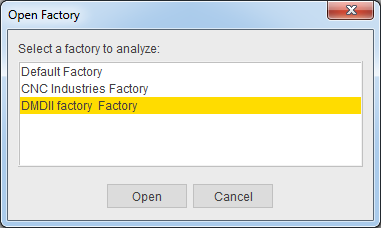 Open Factory
Select a factory to analyze:
Default Factory
CNC Industries Factory
DMDII factory  Factory
Open
Cancel